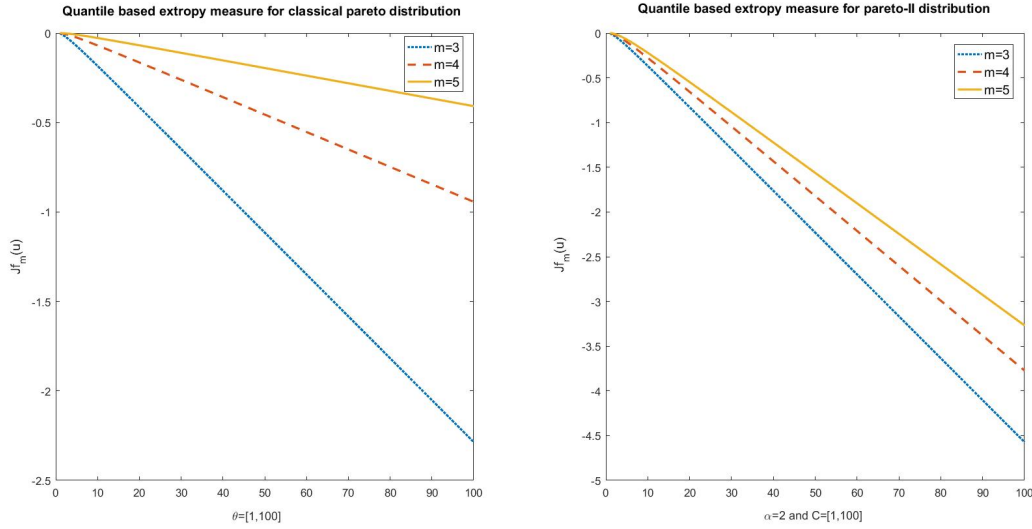 Quantile based extropy measure for classical pareto distribution
0
-0.5
-1
-1.5
-2
-2.5
Jf_m(u)
m=3
m=4
m=5
0 10 20 30 40 50 60 70 80 90 100
θ=[1,100]
Quantile based extropy measure for pareto-II distribution
0
-0.5
-1
-1.5
-2
-2.5
-3
-3.5
-4
-4.5
-5
Jf_m(u)
m=3
m=4
m=5
0 10 20 30 40 50 60 70 80 90 100
α=2 and C=[1,100]